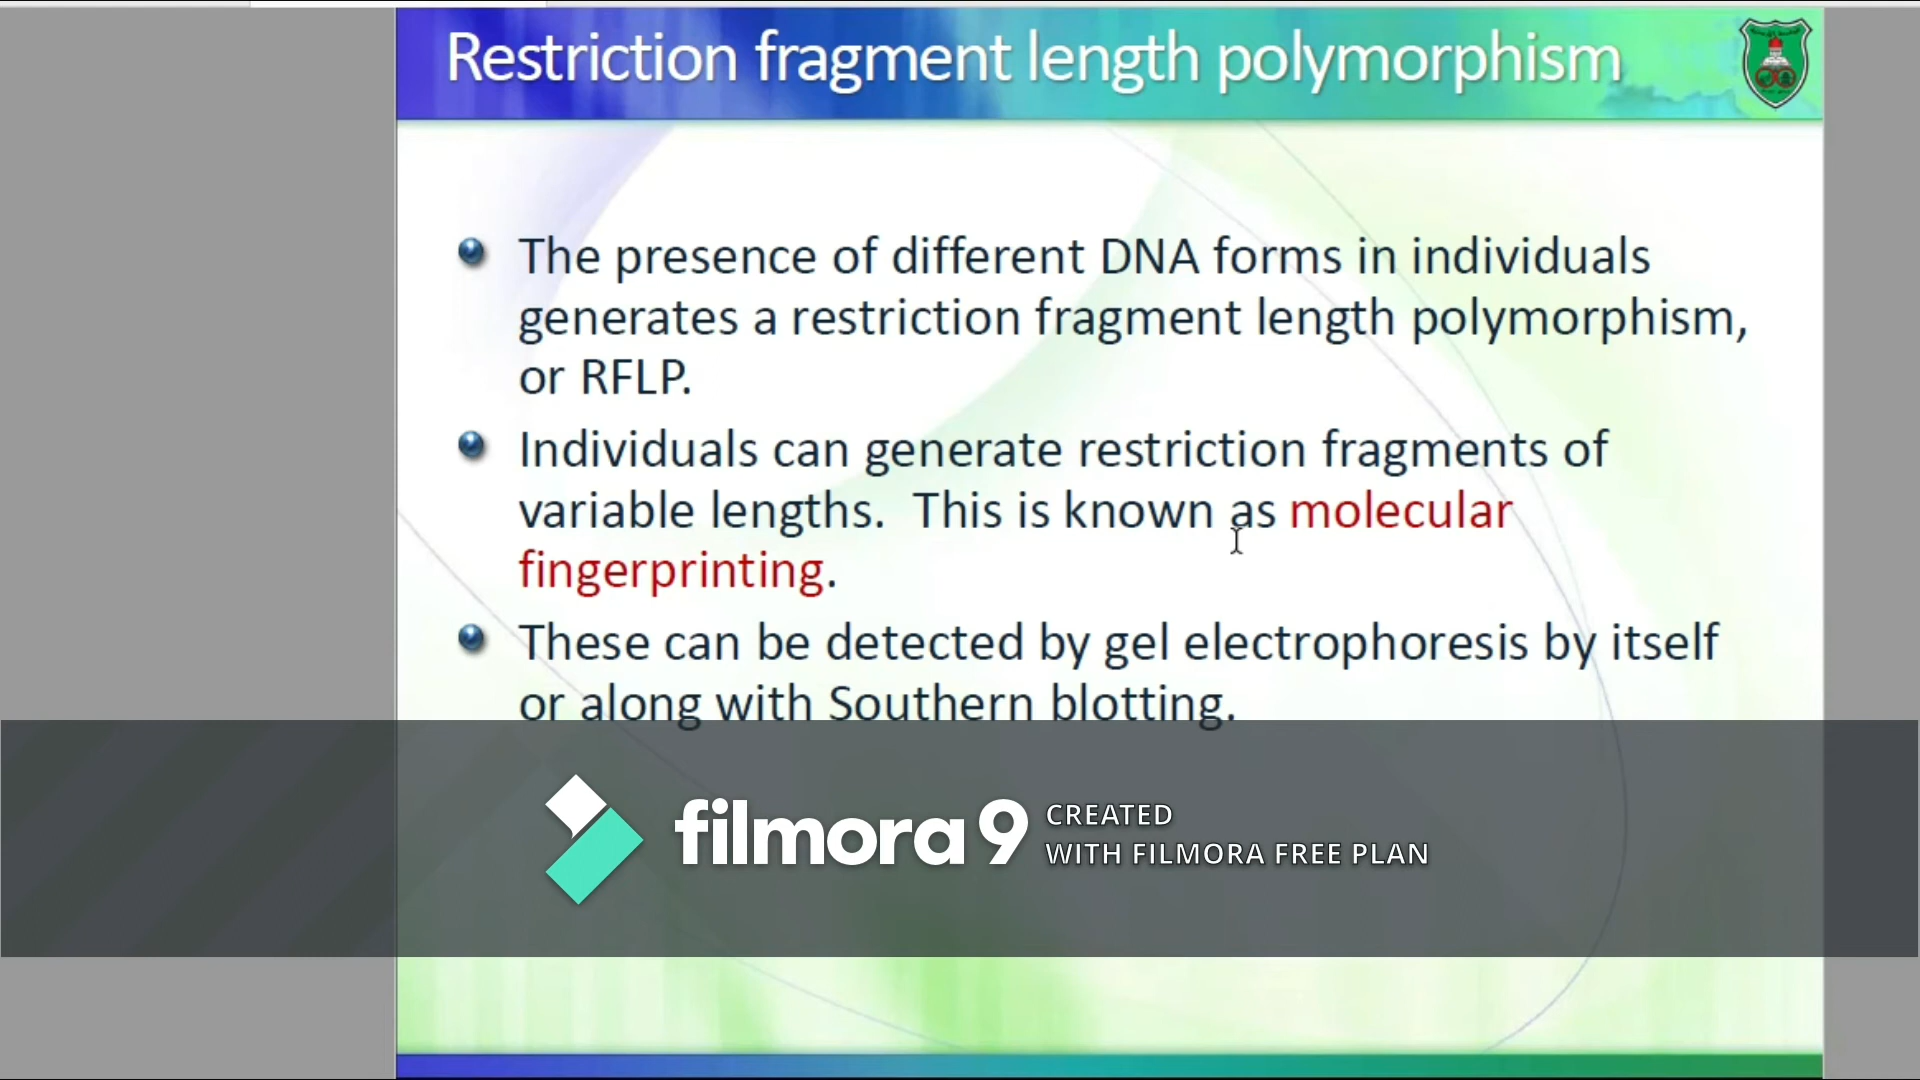 Restriction fragment length polymorphism
The presence of different DNA forms in individuals
generates a restriction fragment length polymorphism,
or RFLP.
Individuals can generate restriction fragments of
variable lengths. This is known as molecular
fingerprinting.
These can be detected by gel electrophoresis by itself
or along with Southern blotting.
filmora9
CREATED
WITH FILMORA FREE PLAN